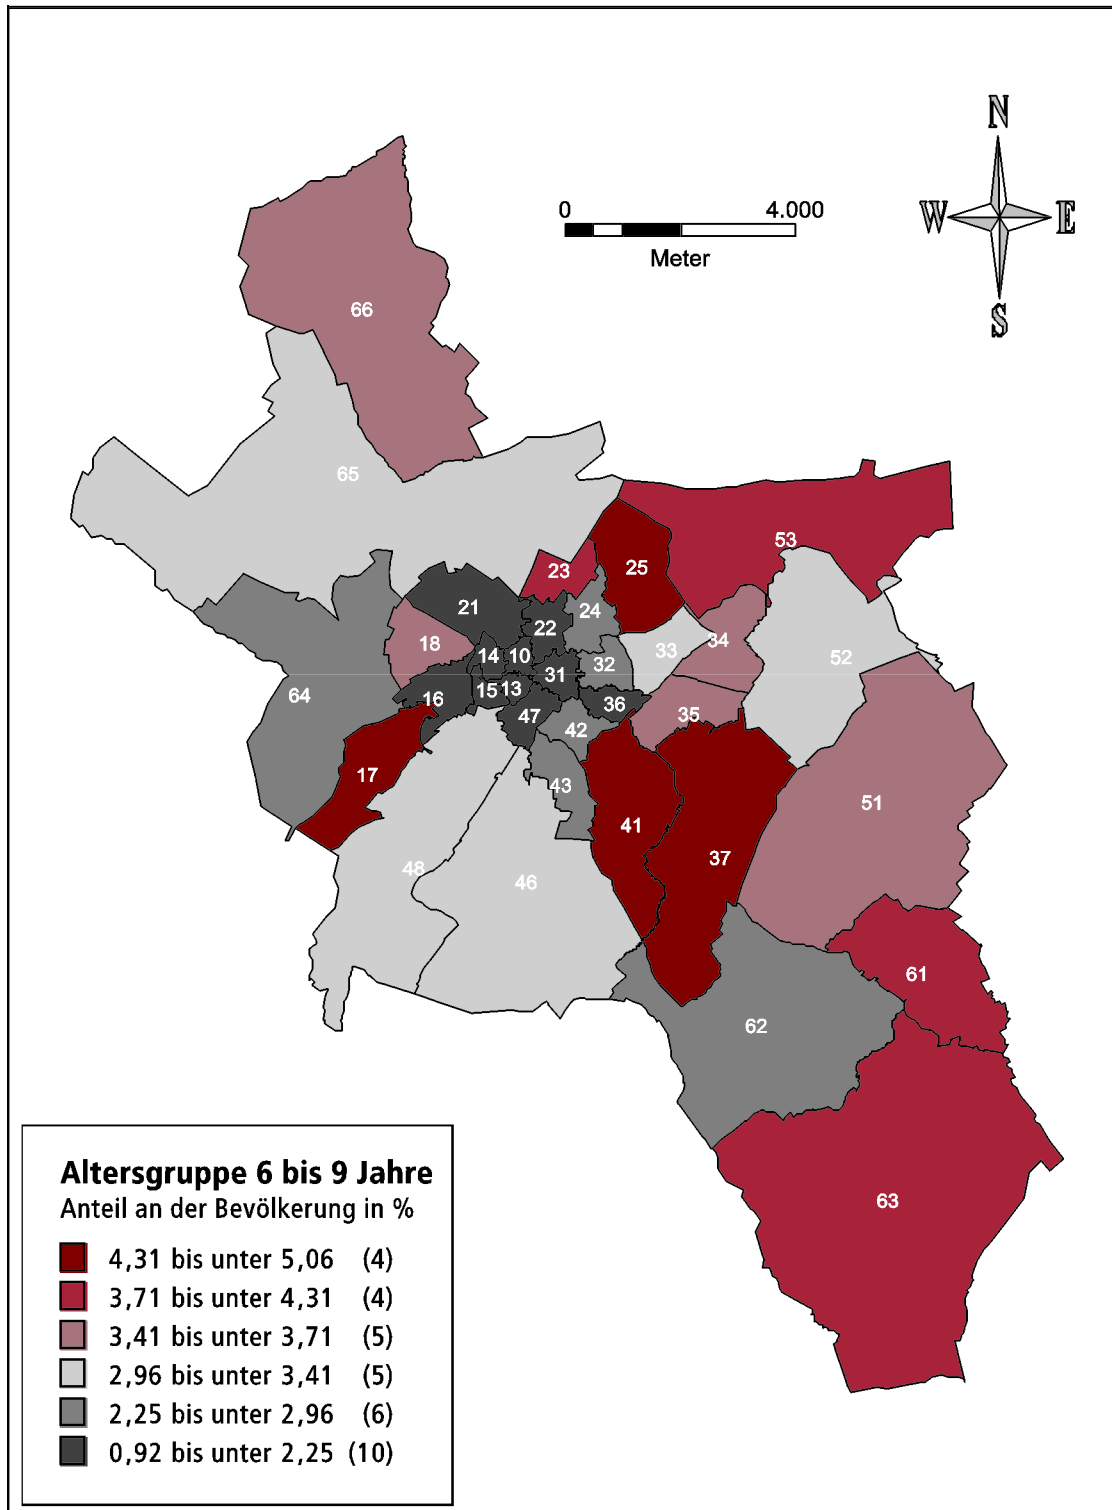 N
0 4.000
W E
Meter
S
66
65
53
25
23
24
21
22
18
33
34
14
10
32
52
31
15
13
64
16
36
47
35
42
17
43
51
41
37
48
46
61
62
63
Altersgruppe 6 bis 9 Jahre
Anteil an der Bevölkerung in %
4,31 bis unter 5,06 (4)
3,71 bis unter 4,31 (4)
3,41 bis unter 3,71 (5)
2,96 bis unter 3,41 (5)
2,25 bis unter 2,96 (6)
0,92 bis unter 2,25 (10)